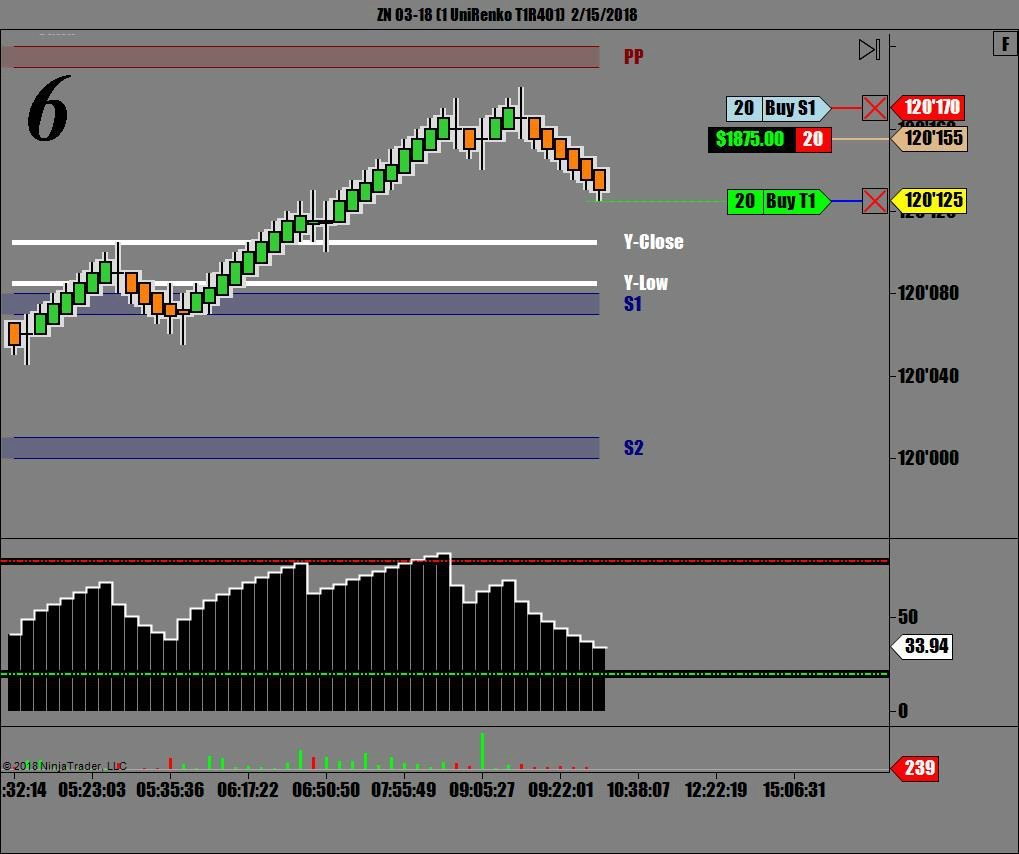 ZN 03-18 (1 UniRenko T1R401) 2/15/2018
F
PP
6
20 Buy S1
120'170
$1875.00 20
120'155
20 Buy T1
120'125
Y-Close
Y-Low
S1
120'080
120'040
S2
120'000
50
33.94
0
© 2018 NinjaTrader, LLC
239
:32:14 05:23:03 05:35:36 06:17:22 06:50:50 07:55:49 09:05:27 09:22:01 10:38:07 12:22:19 15:06:31